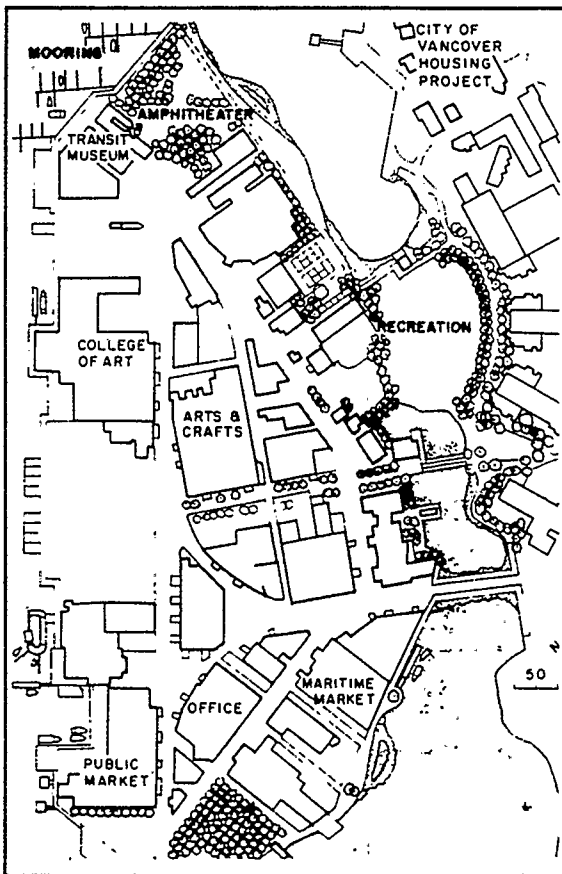 CITY OF
VANCOVER
HOUSING
PROJECT
MOORING
AMPHITHEATER
TRANSIT
MUSEUM
RECREATION
COLLEGE
OF ART
ARTS &
CRAFTS
N
50
MARITIME
MARKET
OFFICE
PUBLIC
MARKET